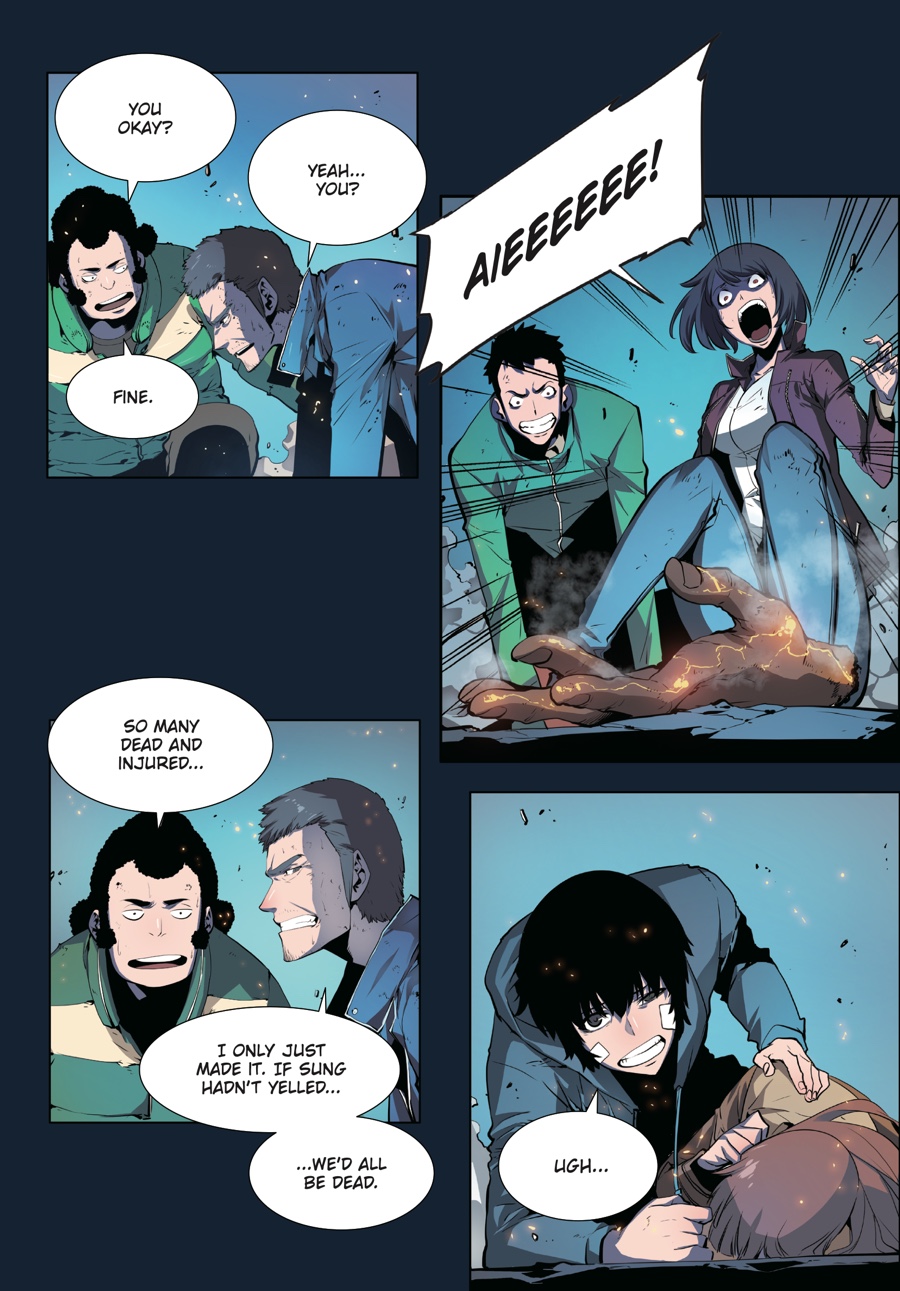 YOU
OKAY?
YEAH...
YOU?
FINE.
AIEEEEEE!
SO MANY
DEAD AND
INJURED...
I ONLY JUST
MADE IT. IF SUNG
HADN'T YELLED...
...WE'D ALL
BE DEAD.
UGH...